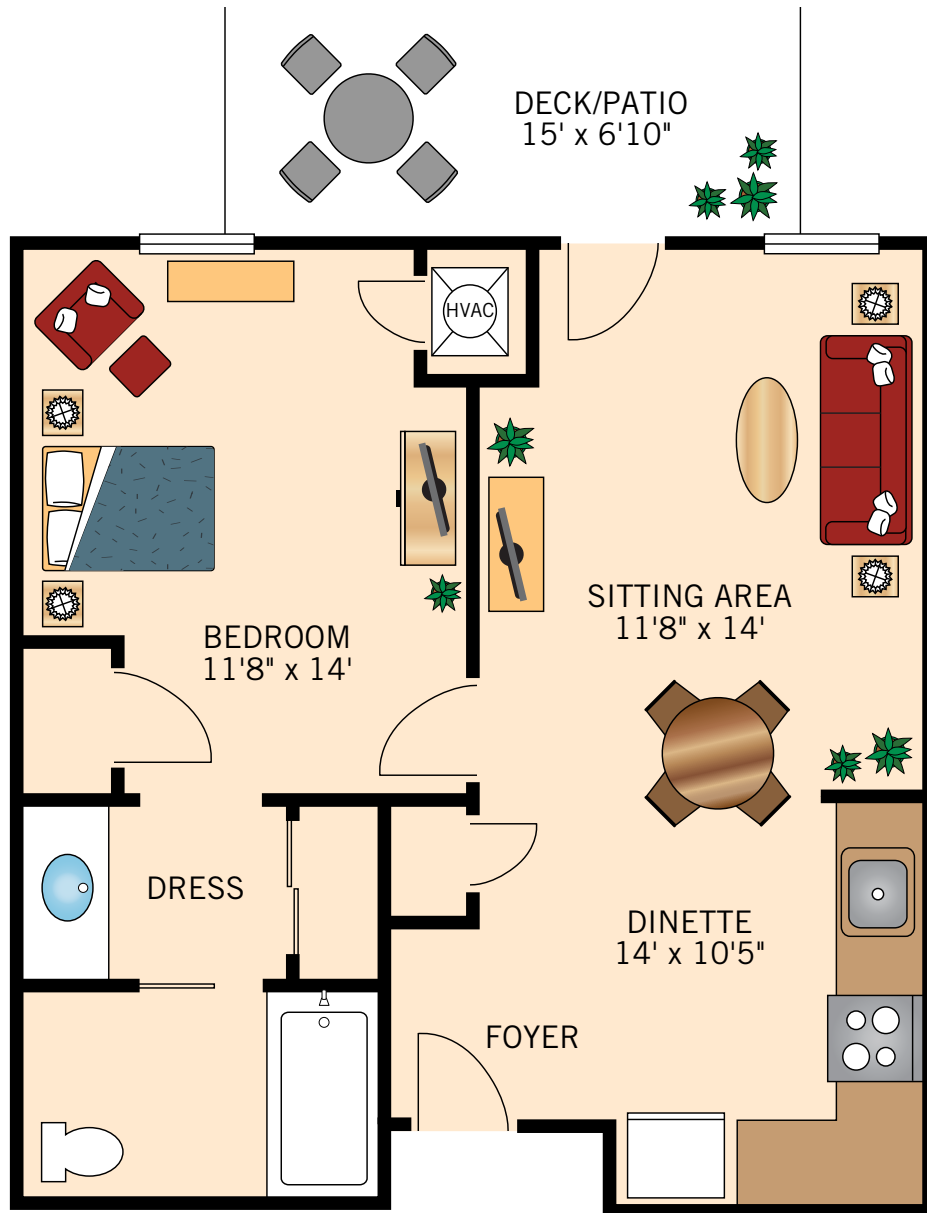 DECK/PATIO
15' x 6'10"
HVAC
SITTING AREA
11'8" x 14'
BEDROOM
11'8" x 14'
DRESS
DINETTE
14' x 10'5"
FOYER